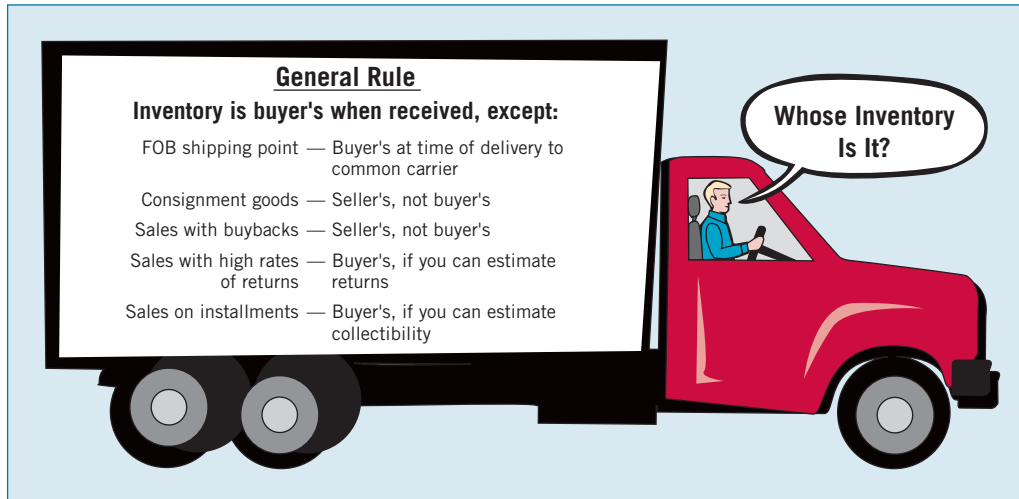 General Rule
Inventory is buyer's when received, except:
FOB shipping point — Buyer's at time of delivery to
common carrier
Consignment goods — Seller's, not buyer's
Sales with buybacks — Seller's, not buyer's
Sales with high rates — Buyer's, if you can estimate
of returns returns
Sales on installments — Buyer's, if you can estimate
collectibility
Whose Inventory
Is It?